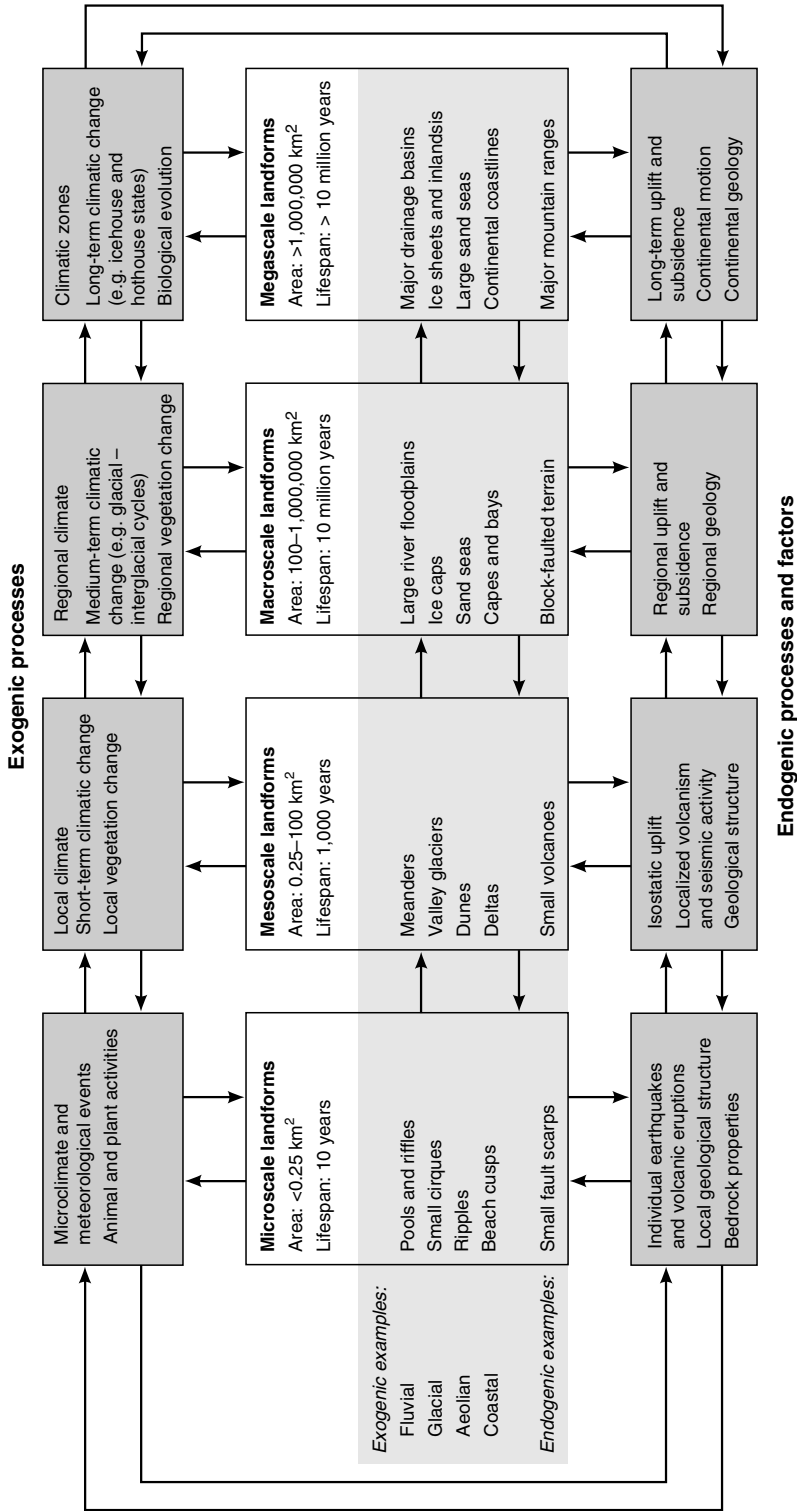 Exogenic processes
Microclimate and
meteorological events
Animal and plant activities
Local climate
Short-term climatic change
Local vegetation change
Regional climate
Medium-term climatic
change (e.g. glacial –
interglacial cycles)
Regional vegetation change
Climatic zones
Long-term climatic change
(e.g. icehouse and
hothouse states)
Biological evolution
Microscale landforms
Area: <0.25 km²
Lifespan: 10 years
Mesoscale landforms
Area: 0.25–100 km²
Lifespan: 1,000 years
Macroscale landforms
Area: 100–1,000,000 km²
Lifespan: 10 million years
Megascale landforms
Area: >1,000,000 km²
Lifespan: > 10 million years
Exogenic examples:
Fluvial
Glacial
Aeolian
Coastal
Endogenic examples:
Pools and riffles
Small cirques
Ripples
Beach cusps
Small fault scarps
Meanders
Valley glaciers
Dunes
Deltas
Small volcanoes
Large river floodplains
Ice caps
Sand seas
Capes and bays
Block-faulted terrain
Major drainage basins
Ice sheets and inlandsis
Large sand seas
Continental coastlines
Major mountain ranges
Individual earthquakes
and volcanic eruptions
Local geological structure
Bedrock properties
Isostatic uplift
Localized volcanism
and seismic activity
Geological structure
Regional uplift and
subsidence
Regional geology
Long-term uplift and
subsidence
Continental motion
Continental geology
Endogenic processes and factors